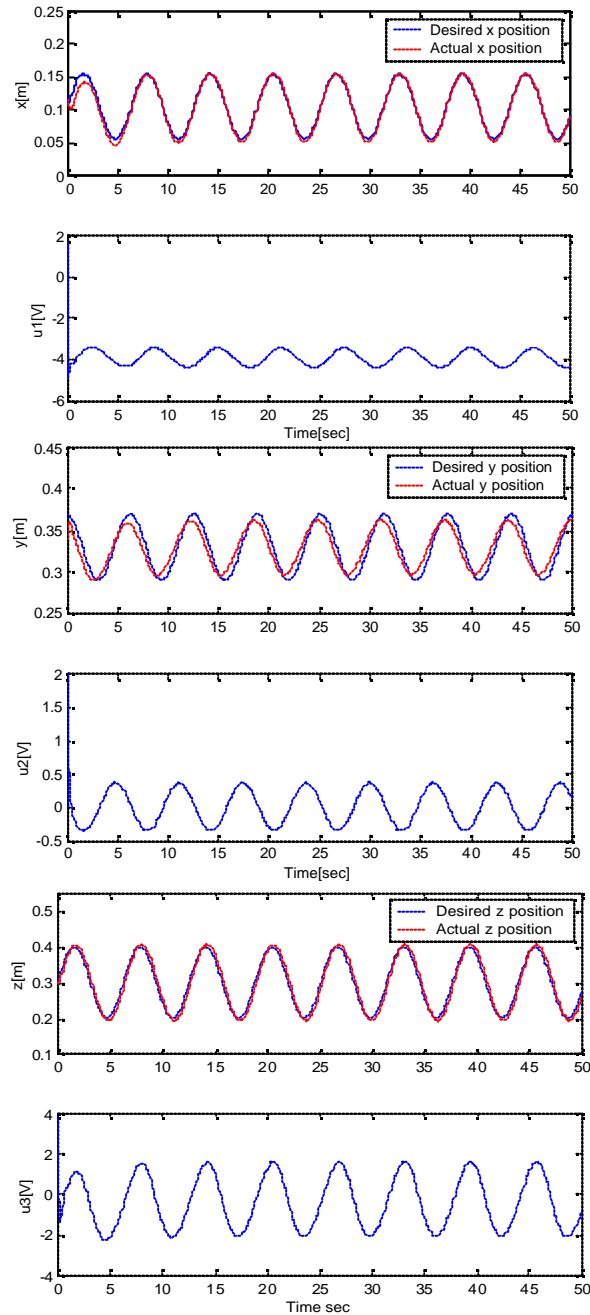 0.25
0.2
0.15
0.1
0.05
0
x[m]
Desired x position
Actual x position
0 5 10 15 20 25 30 35 40 45 50
2
0
-2
-4
-6
u1[V]
0 5 10 15 20 25 30 35 40 45 50
Time[sec]
0.45
0.4
0.35
0.3
0.25
y[m]
Desired y position
Actual y position
0 5 10 15 20 25 30 35 40 45 50
2
1.5
1
0.5
0
-0.5
u2[V]
0 5 10 15 20 25 30 35 40 45 50
Time[sec]
0.5
0.4
0.3
0.2
0.1
z[m]
Desired z position
Actual z position
0 5 10 15 20 25 30 35 40 45 50
4
2
0
-2
-4
u3[V]
0 5 10 15 20 25 30 35 40 45 50
Time sec